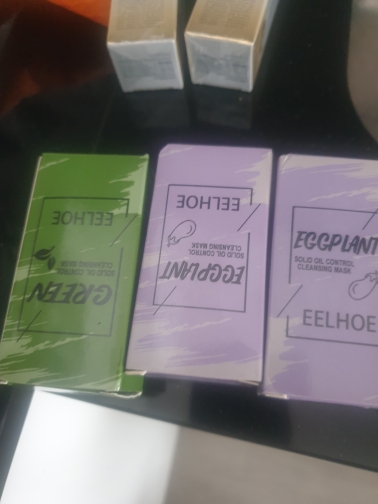 GREEN
SOLID OIL CONTROL
CLEANSING MASK
EELHOE
EGGPLANT
SOLID OIL CONTROL
CLEANSING MASK
EELHOE
EGGPLANT
SOLID OIL CONTROL
CLEANSING MASK
EELHOE